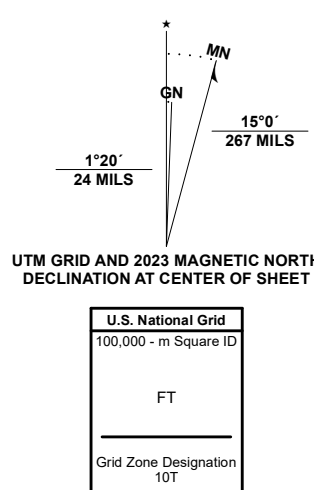 ★
MN
GN
15°0´
267 MILS
1°20´
24 MILS
UTM GRID AND 2023 MAGNETIC NORTH
DECLINATION AT CENTER OF SHEET
U.S. National Grid
100,000 - m Square ID
FT
Grid Zone Designation
10T